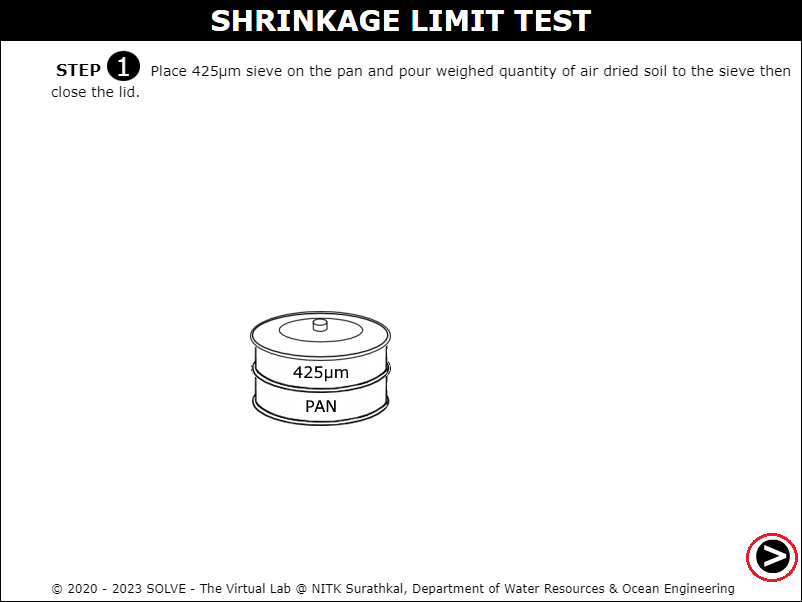 SHRINKAGE LIMIT TEST
STEP 1 Place 425μm sieve on the pan and pour weighed quantity of air dried soil to the sieve then
close the lid.
425μm
PAN
>
© 2020 - 2023 SOLVE - The Virtual Lab @ NITK Surathkal, Department of Water Resources & Ocean Engineering